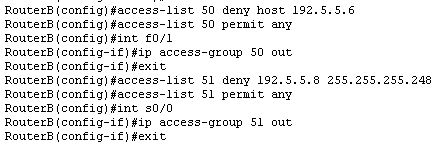 RouterB(config)#access-list 50 deny host 192.5.5.6
RouterB(config)#access-list 50 permit any
RouterB(config)#int f0/1
RouterB(config-if)#ip access-group 50 out
RouterB(config-if)#exit
RouterB(config)#access-list 51 deny 192.5.5.8 255.255.255.248
RouterB(config)#access-list 51 permit any
RouterB(config)#int s0/0
RouterB(config-if)#ip access-group 51 out
RouterB(config-if)#exit